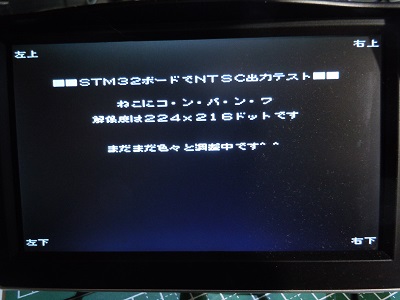 左上
右上
■■STM32ボードでNTSC出力テスト■■
ねこにコ・ン・バ・ン・ワ
解像度は224x216ドットです
まだまだ色々と調整中です^ ^
左下
右下